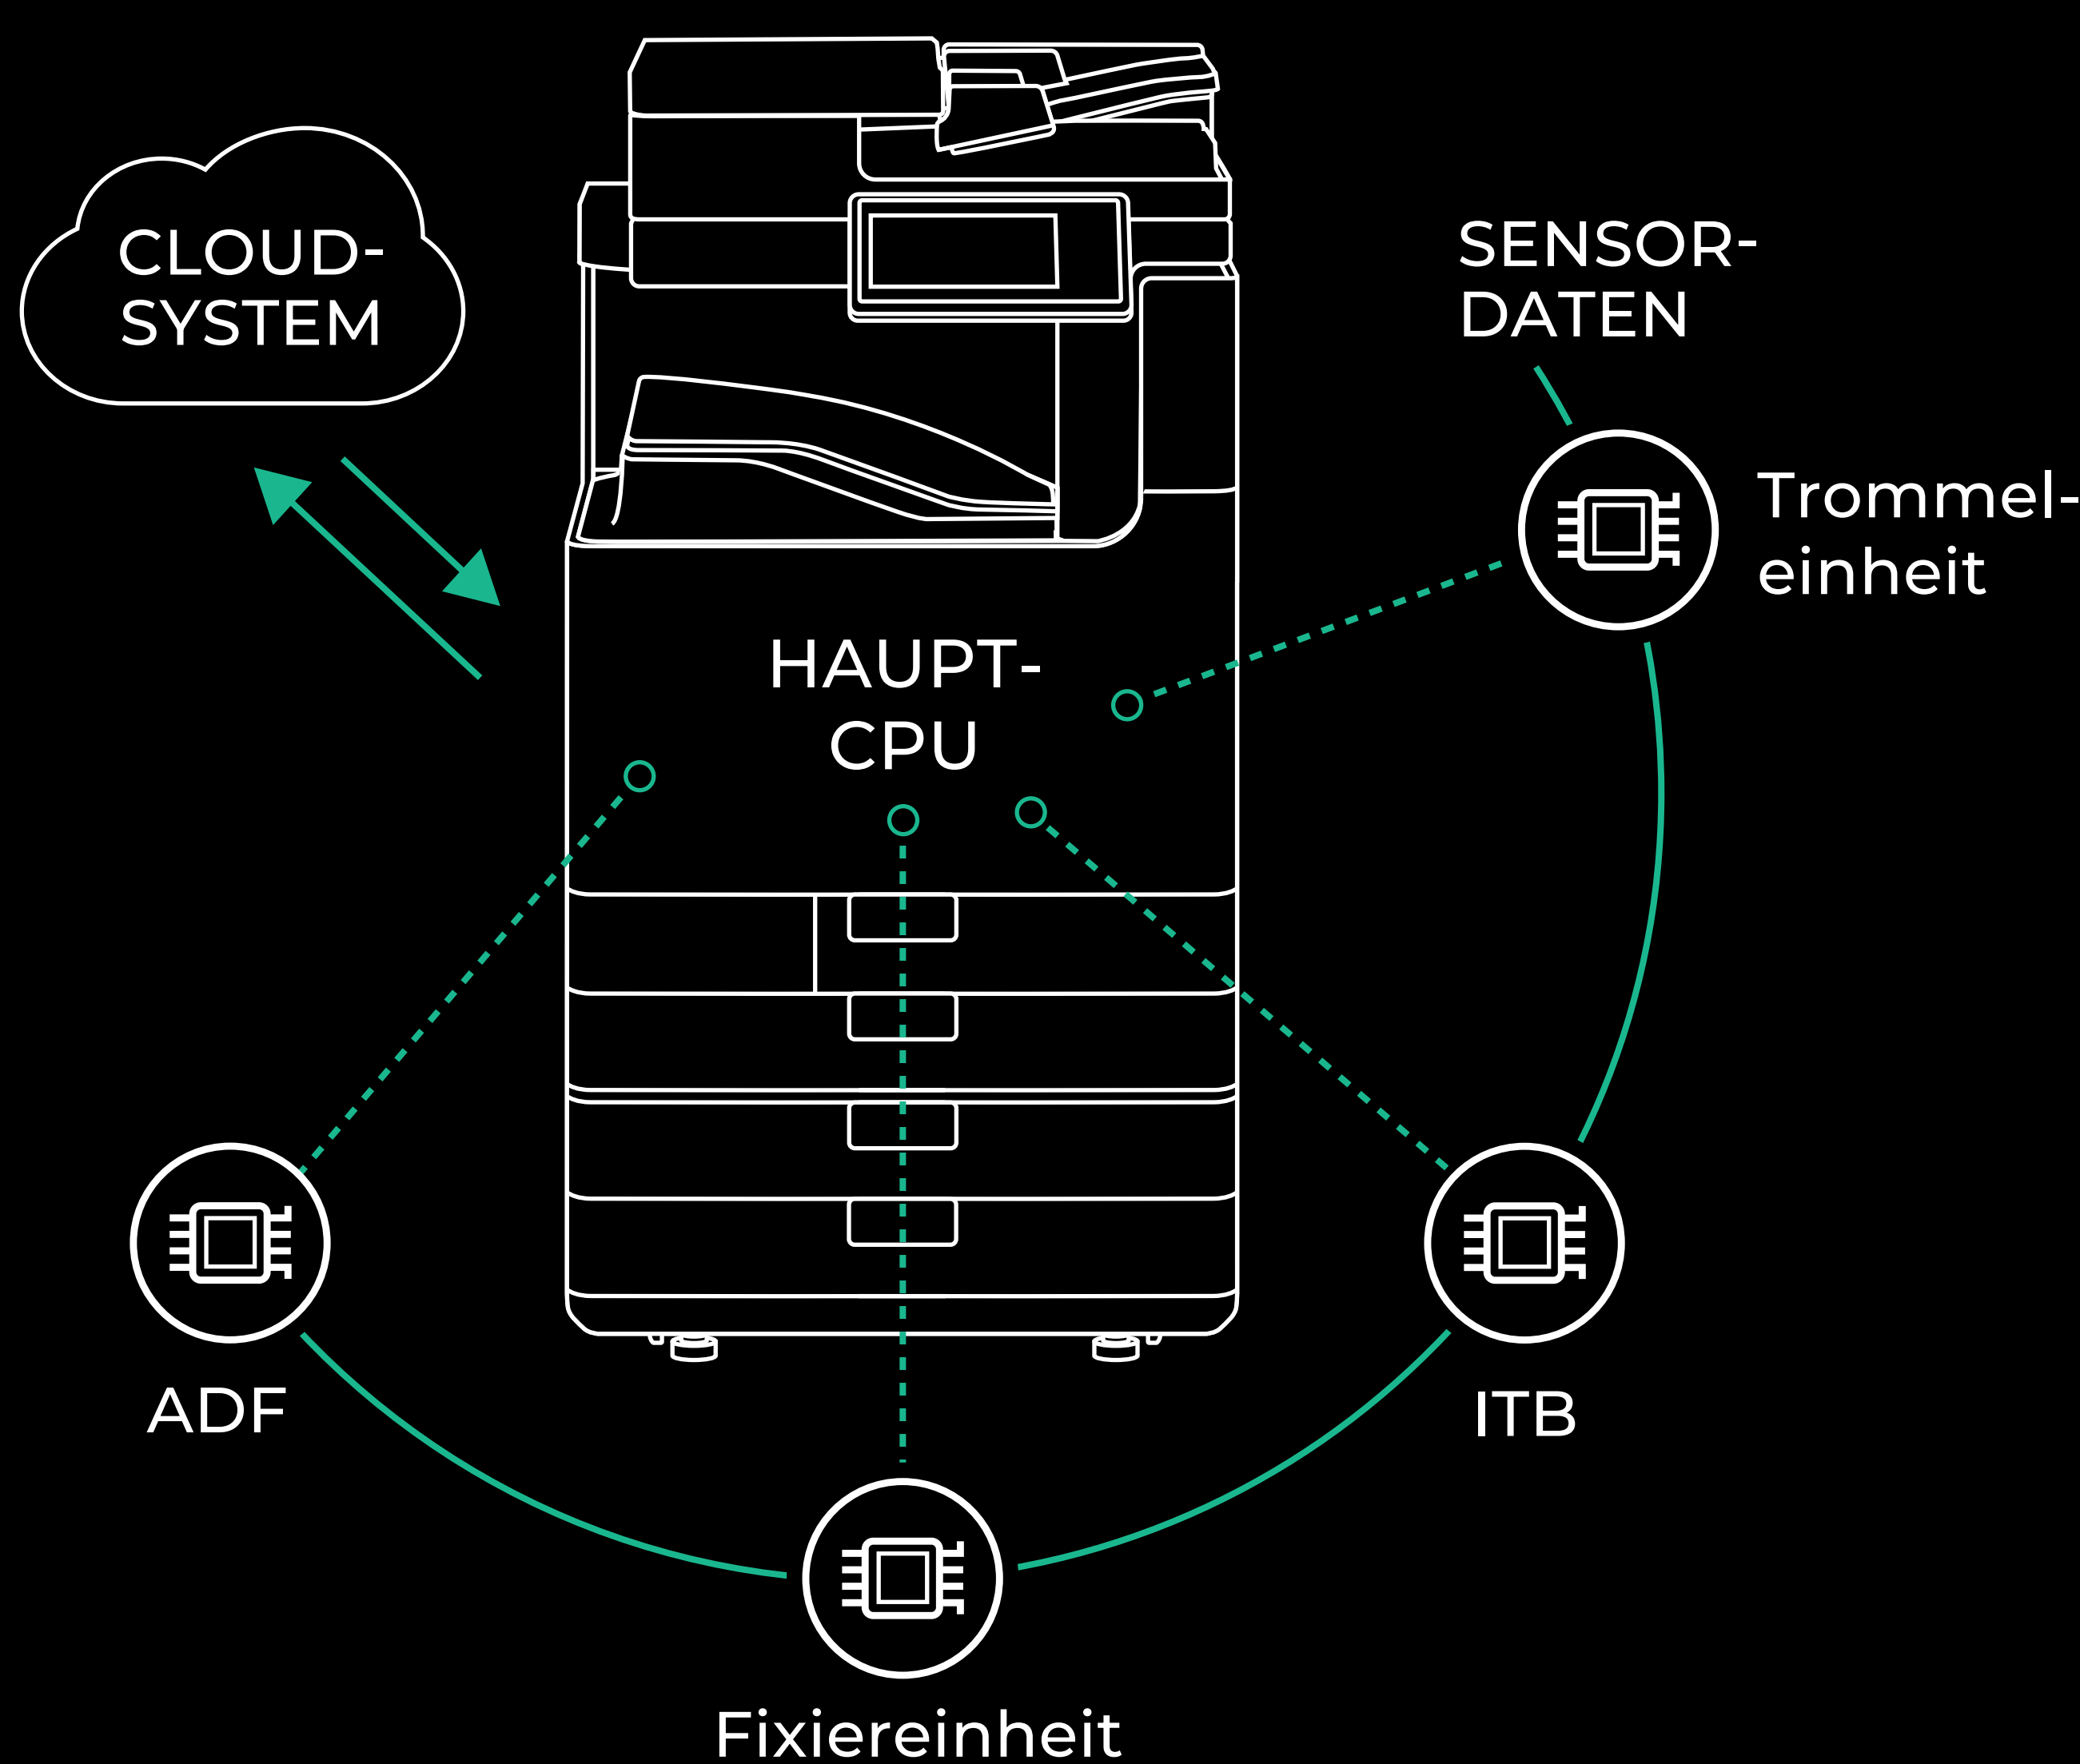 CLOUD-
SYSTEM
SENSOR-
DATEN
Trommel-
einheit
HAUPT-
CPU
ADF
ITB
Fixiereinheit